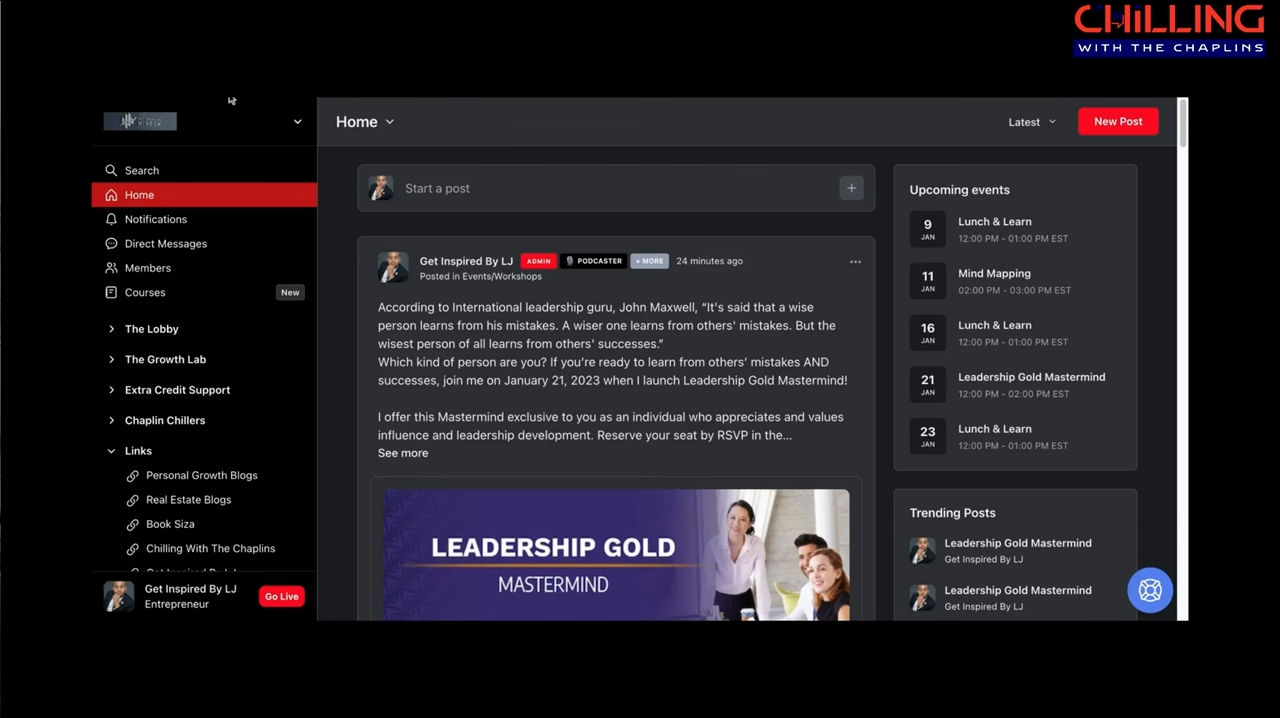 CHILLING
WITH THE CHAPLINS
Home
Latest
New Post
Search
Home
Notifications
Direct Messages
Members
Courses
New
The Lobby
The Growth Lab
Extra Credit Support
Chaplin Chillers
Links
Personal Growth Blogs
Real Estate Blogs
Book Siza
Chilling With The Chaplins
Get Inspired By LJ
Entrepreneur
Go Live
Start a post
Get Inspired By LJ ADMIN PODCASTER + MORE 24 minutes ago
Posted in Events/Workshops
According to International leadership guru, John Maxwell, “It's said that a wise
person learns from his mistakes. A wiser one learns from others' mistakes. But the
wisest person of all learns from others' successes.”
Which kind of person are you? If you’re ready to learn from others’ mistakes AND
successes, join me on January 21, 2023 when I launch Leadership Gold Mastermind!
I offer this Mastermind exclusive to you as an individual who appreciates and values
influence and leadership development. Reserve your seat by RSVP in the...
See more
LEADERSHIP GOLD
MASTERMIND
Upcoming events
9 JAN
Lunch & Learn
12:00 PM - 01:00 PM EST
11 JAN
Mind Mapping
02:00 PM - 03:00 PM EST
16 JAN
Lunch & Learn
12:00 PM - 01:00 PM EST
21 JAN
Leadership Gold Mastermind
12:00 PM - 02:00 PM EST
23 JAN
Lunch & Learn
12:00 PM - 01:00 PM EST
Trending Posts
Leadership Gold Mastermind
Get Inspired By LJ
Leadership Gold Mastermind
Get Inspired By LJ